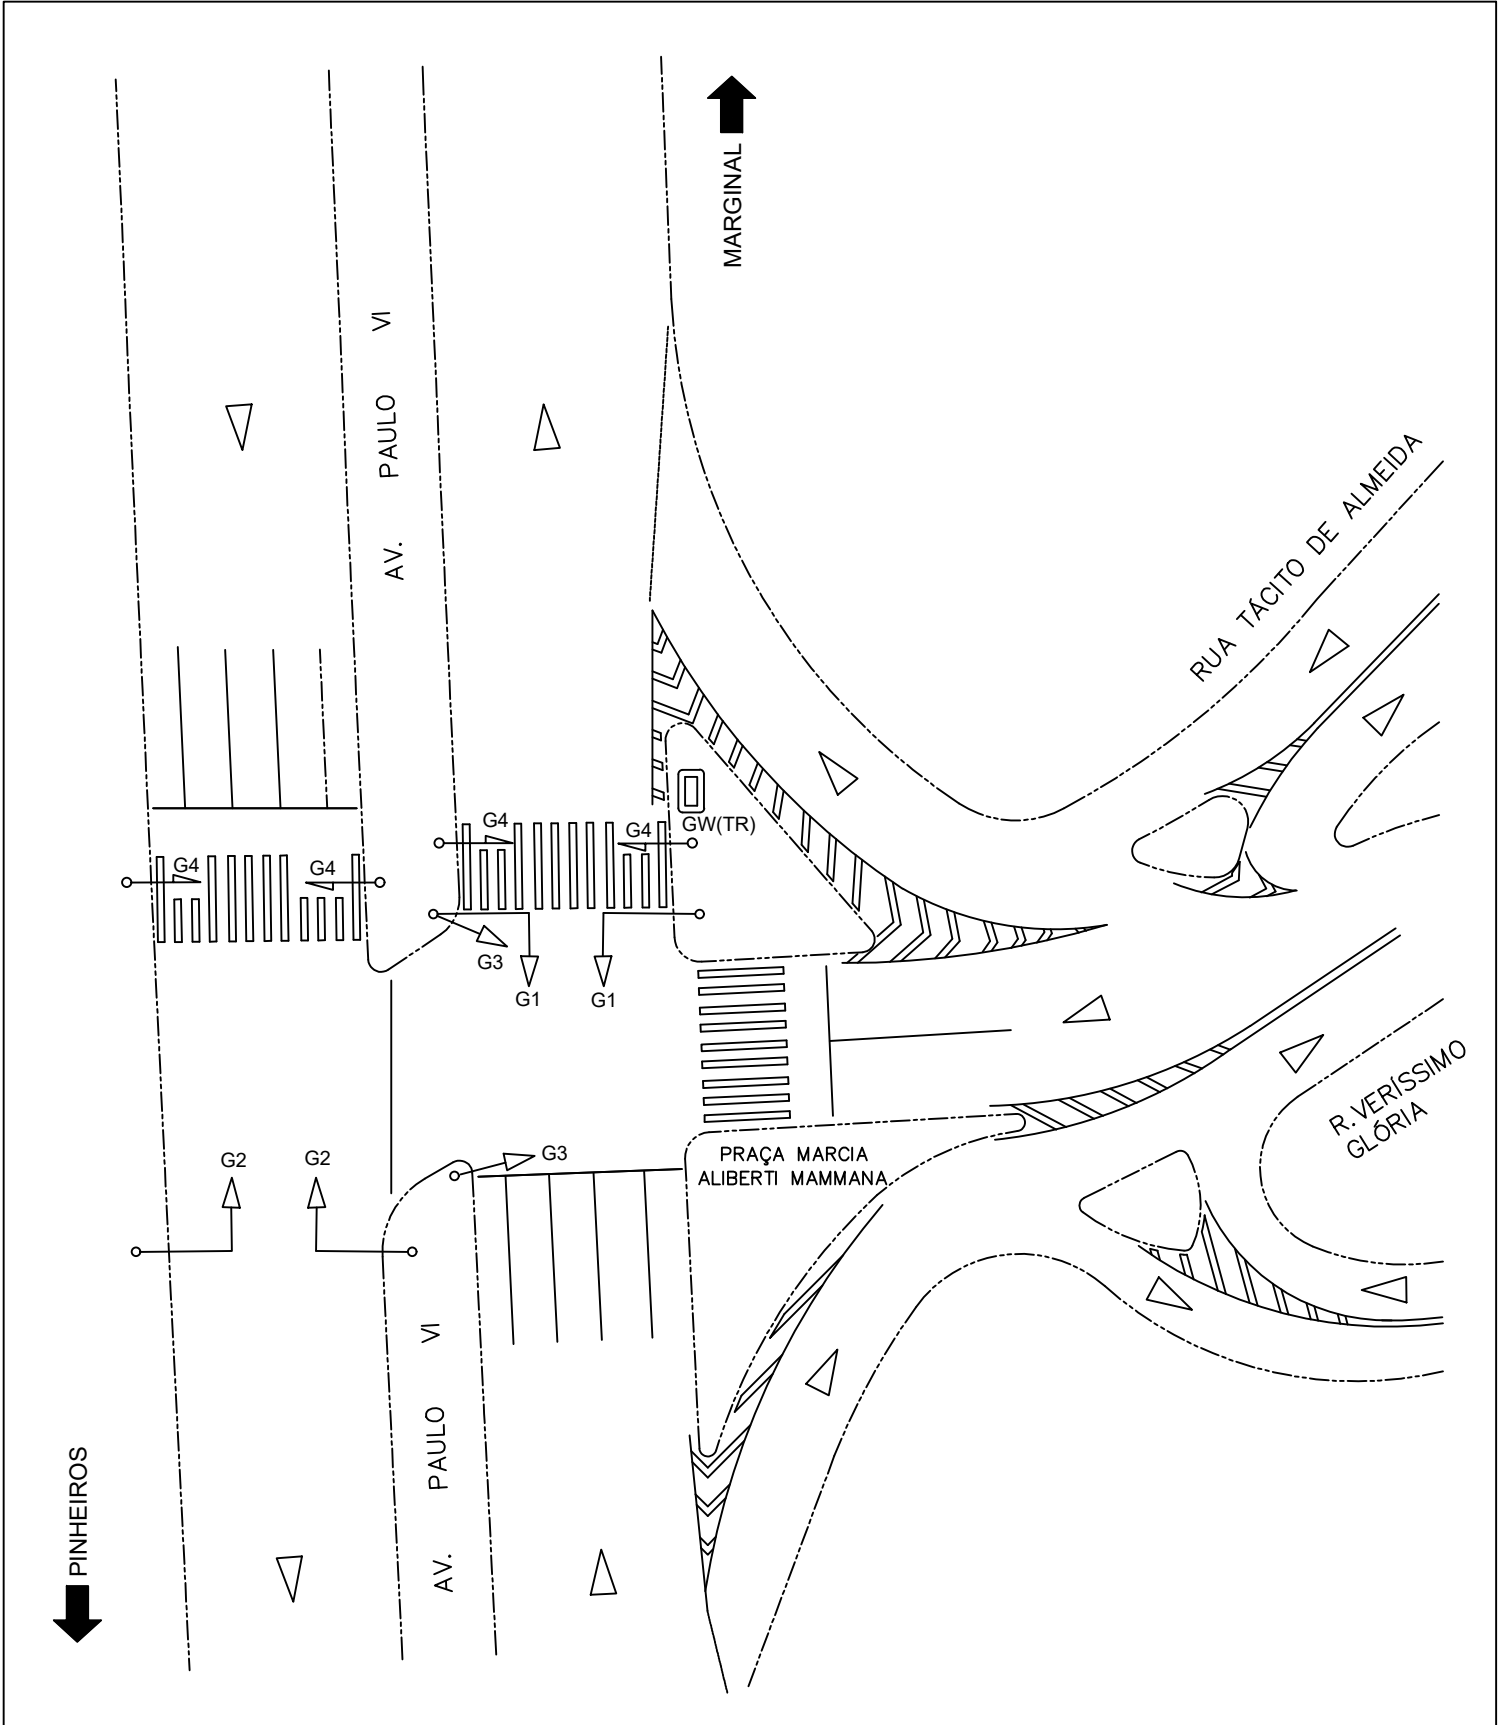 MARGINAL
AV. PAULO VI
RUA TÁCITO DE ALMEIDA
G4
G4
GW(TR)
G4
G4
G3
G1
G1
R. VERÍSSIMO
GLÓRIA
G3
PRAÇA MARCIA
ALIBERTI MAMMANA
G2
G2
AV. PAULO VI
PINHEIROS